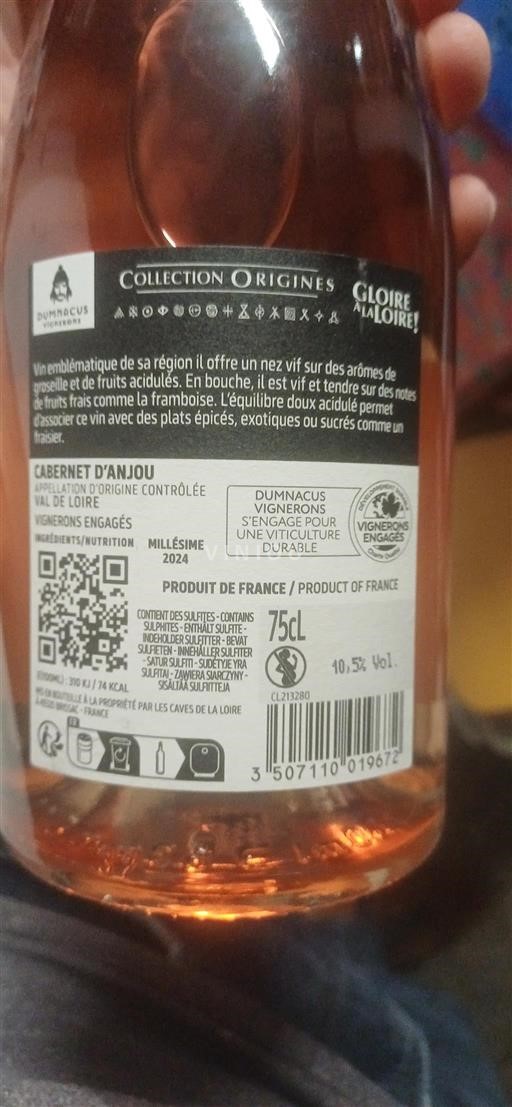 DUMNACUS
VIGNERONS
COLLECTION ORIGINES
GLOIRE
À LA LOIRE!
Vin emblématique de sa région il offre un nez vif sur des arômes de
groseille et de fruits acidulés. En bouche, il est vif et tendre sur des notes
de fruits frais comme la framboise. L'équilibre doux acidulé permet
d'associer ce vin avec des plats épicés, exotiques ou sucrés comme un
fraisier.
CABERNET D'ANJOU
APPELLATION D'ORIGINE CONTRÔLÉE
VAL DE LOIRE
VIGNERONS ENGAGÉS
DUMNACUS
VIGNERONS
S'ENGAGE POUR
UNE VITICULTURE
DURABLE
VIGNERONS
ENGAGÉS
INGRÉDIENTS/NUTRITION
MILLÉSIME
2024
PRODUIT DE FRANCE / PRODUCT OF FRANCE
CONTIENT DES SULFITES - CONTAINS
SULPHITES - ENTHÄLT SULFITE -
INDEHOLDER SULFITTER - BEVAT
SULFIETEN - INNEHÅLLER SULFITER
- SATUR SULFITI - SUDĖTYJE YRA
SULFITAI - ZAWIERA SIARCZYNY -
SISÄLTÄÄ SULFIITTEJA
75cL
10,5% Vol.
CL213280
E(100ML): 310 KJ / 74 KCAL
MIS EN BOUTEILLE À LA PROPRIÉTÉ PAR LES CAVES DE LA LOIRE
À 49320 BRISSAC - FRANCE
FR
3 507110 019672